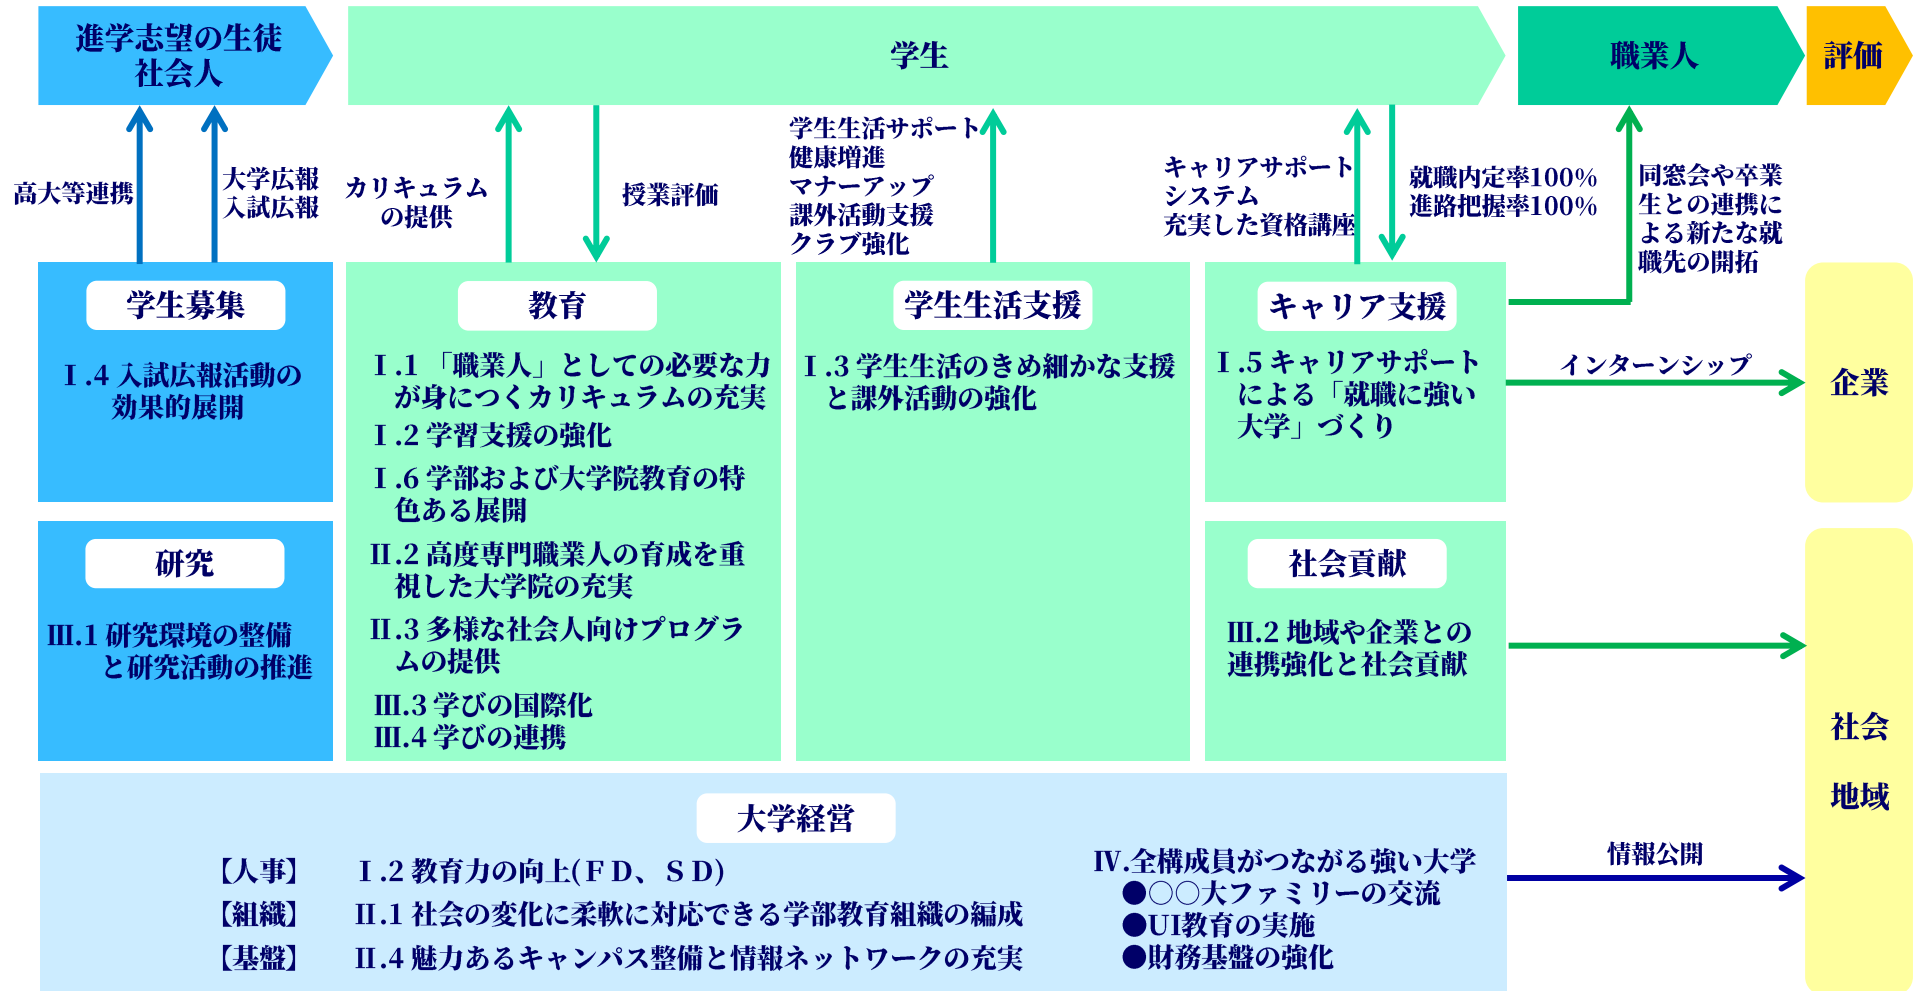 進学志望の生徒
社会人
学生
職業人
評価
高大等連携
大学広報
入試広報
カリキュラム
の提供
授業評価
学生生活サポート
健康増進
マナーアップ
課外活動支援
クラブ強化
キャリアサポート
システム
充実した資格講座
就職内定率100%
進路把握率100%
同窓会や卒業
生との連携に
よる新たな就
職先の開拓
学生募集
Ⅰ.4 入試広報活動の
効果的展開
教育
Ⅰ.1 「職業人」としての必要な力
が身につくカリキュラムの充実
Ⅰ.2 学習支援の強化
Ⅰ.6 学部および大学院教育の特
色ある展開
Ⅱ.2 高度専門職業人の育成を重
視した大学院の充実
Ⅱ.3 多様な社会人向けプログラ
ムの提供
Ⅲ.3 学びの国際化
Ⅲ.4 学びの連携
学生生活支援
Ⅰ.3 学生生活のきめ細かな支援
と課外活動の強化
キャリア支援
Ⅰ.5 キャリアサポート
による「就職に強い
大学」づくり
インターンシップ
企業
研究
Ⅲ.1 研究環境の整備
と研究活動の推進
社会貢献
Ⅲ.2 地域や企業との
連携強化と社会貢献
社会
地域
大学経営
【人事】 Ⅰ.2 教育力の向上(ＦＤ、ＳＤ)
【組織】 Ⅱ.1 社会の変化に柔軟に対応できる学部教育組織の編成
【基盤】 Ⅱ.4 魅力あるキャンパス整備と情報ネットワークの充実
Ⅳ.全構成員がつながる強い大学
●〇〇大ファミリーの交流
●UI教育の実施
●財務基盤の強化
情報公開